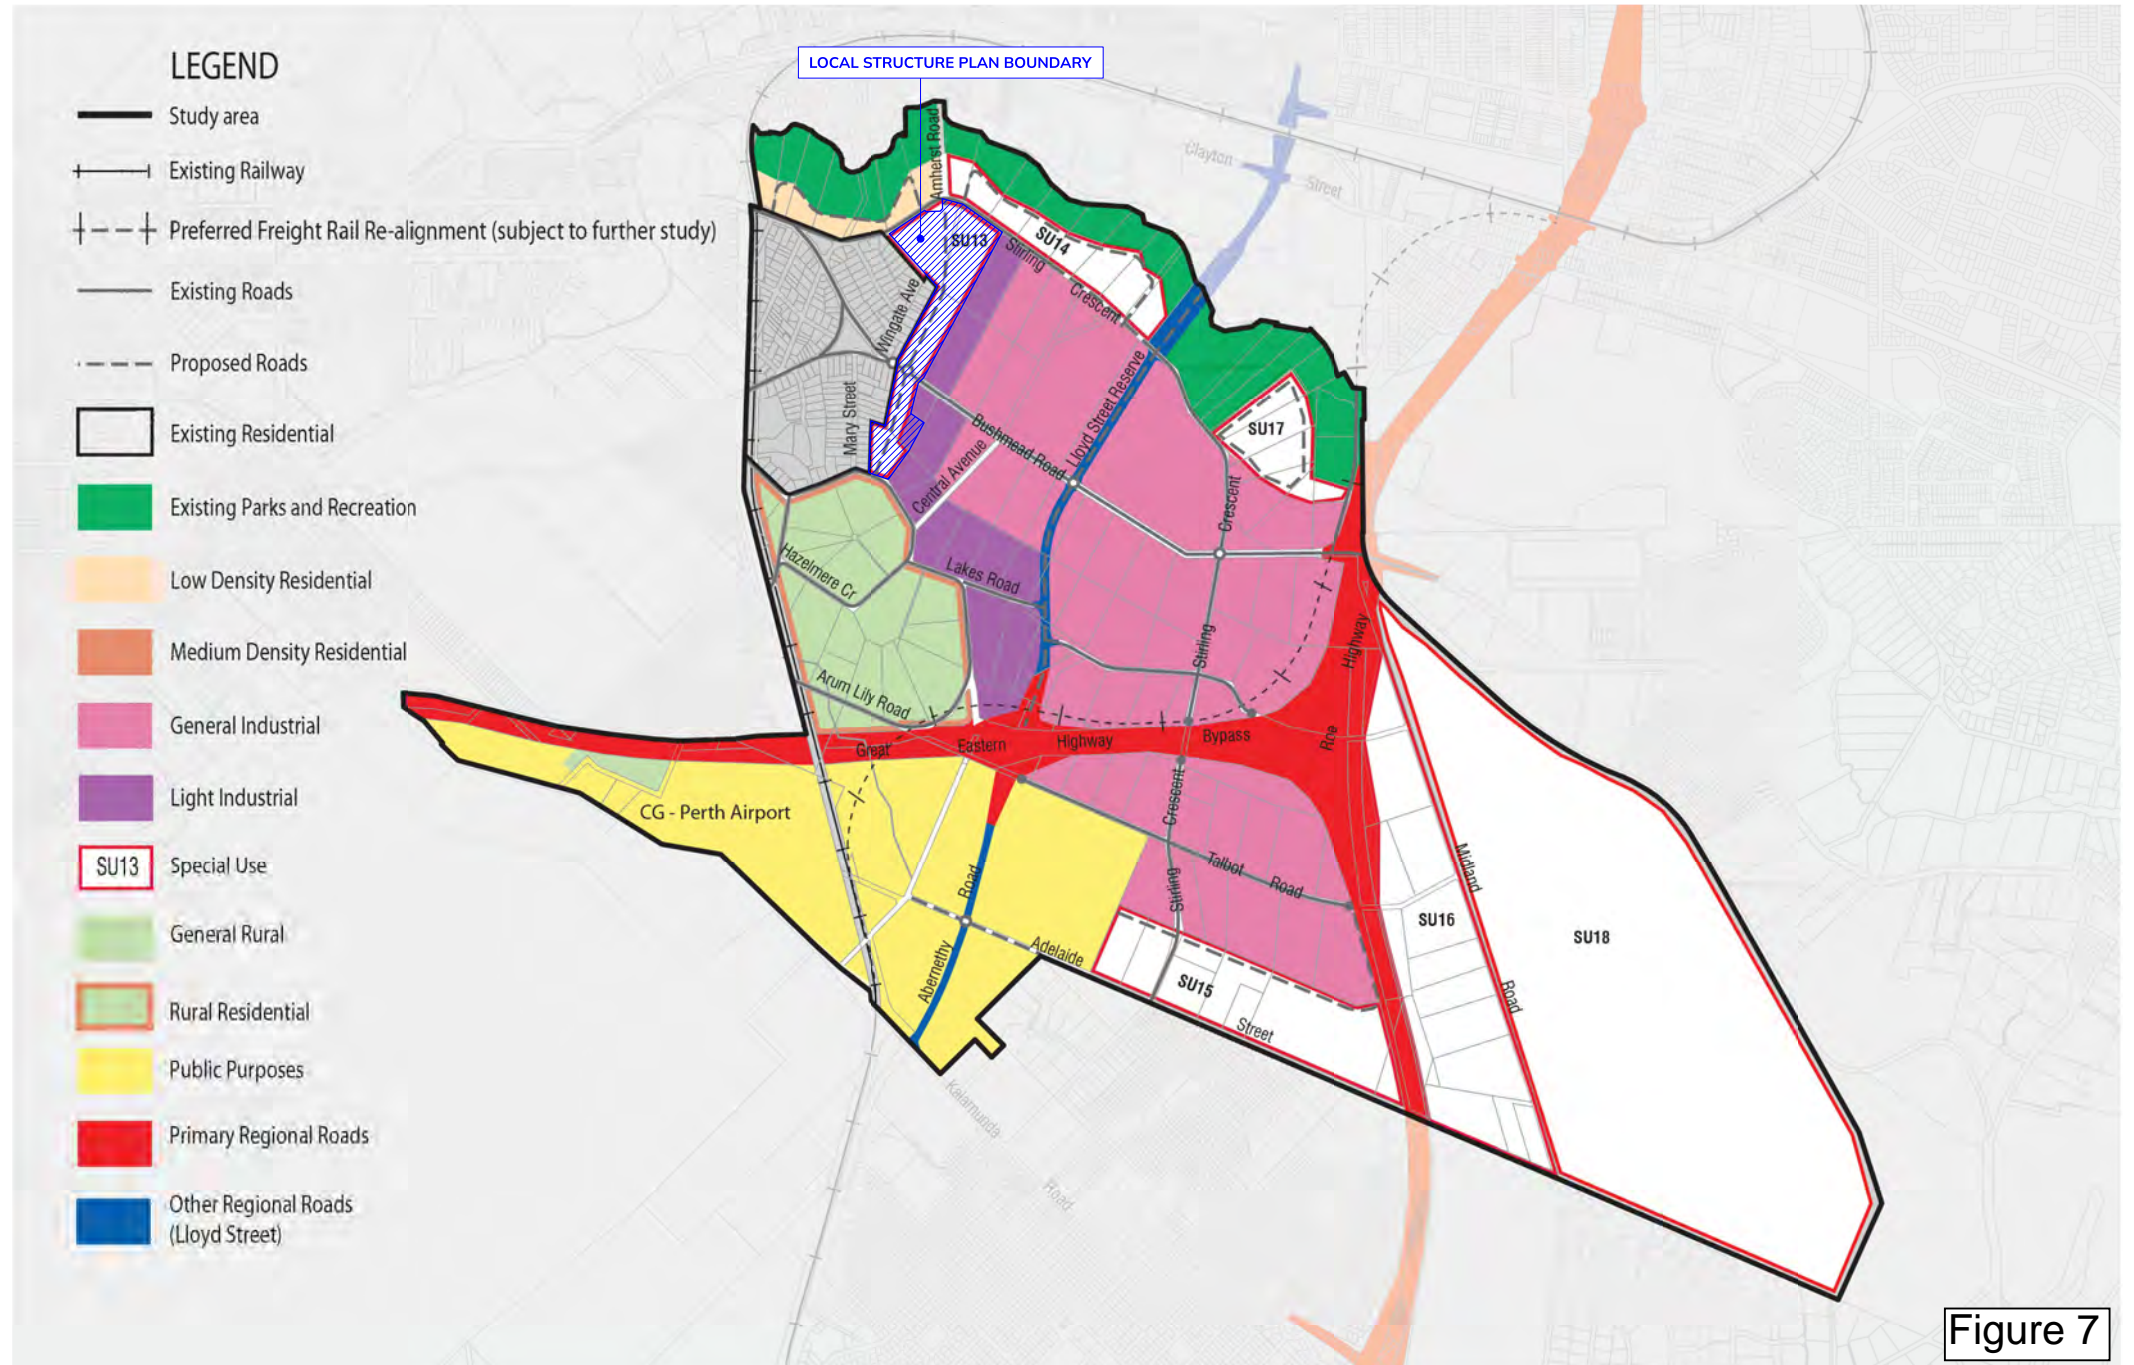 LEGEND
Study area
Existing Railway
Preferred Freight Rail Re-alignment (subject to further study)
Existing Roads
Proposed Roads
Existing Residential
Existing Parks and Recreation
Low Density Residential
Medium Density Residential
General Industrial
Light Industrial
SU13 Special Use
General Rural
Rural Residential
Public Purposes
Primary Regional Roads
Other Regional Roads
(Lloyd Street)
LOCAL STRUCTURE PLAN BOUNDARY
Amherst Road
Clayton
Street
SU13
SU14
Stirling
Crescent
Wingate Ave
Mary Street
Lloyd Street Reserve
SU17
Bushmead Road
Central Avenue
Crescent
Hazelmere Cr
Lakes Road
Stirling
Highway
Arum Lily Road
Great
Eastern
Highway
Bypass
Roe
CG - Perth Airport
Crescent
Talbot
Road
Stirling
Midland
Road
SU16
SU18
Road
Abernethy
Adelaide
SU15
Street
Kalamunda
Road
Figure 7